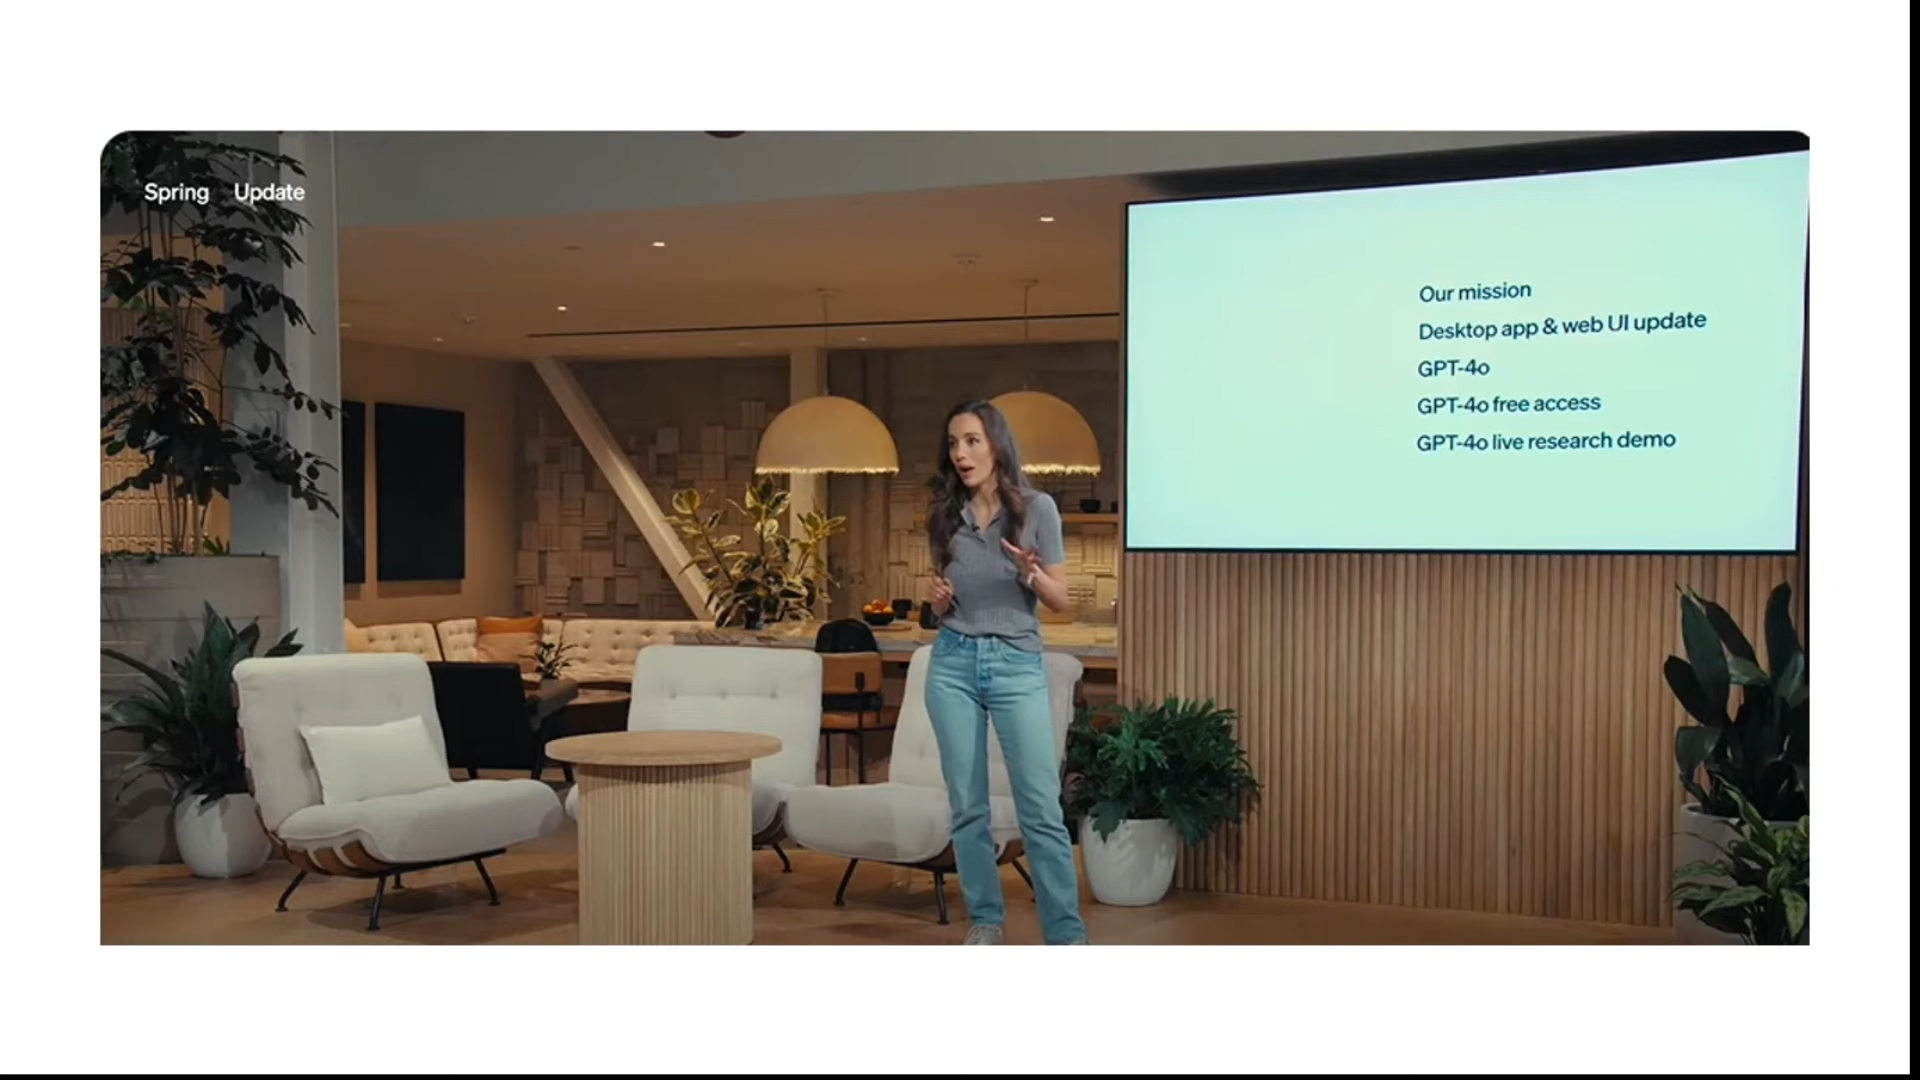 Spring Update
Our mission
Desktop app & web UI update
GPT-4o
GPT-4o free access
GPT-4o live research demo